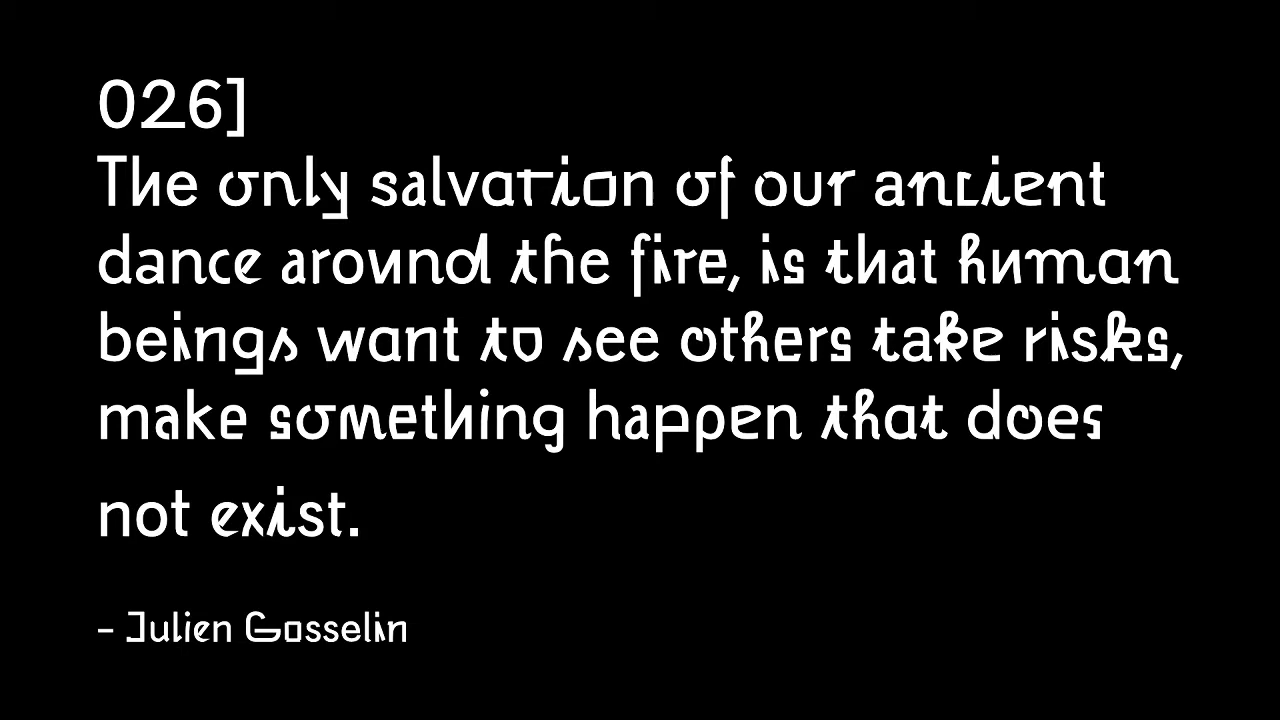 026]
The only salvation of our ancient
dance around the fire, is that human
beings want to see others take risks,
make something happen that does
not exist.
– Julien Gosselin